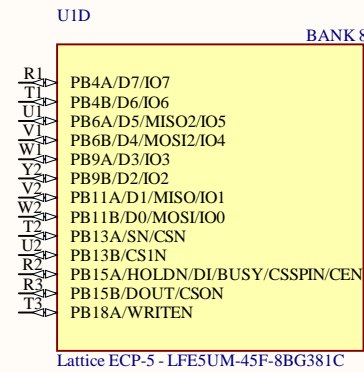 U1D
BANK 8
R1 PB4A/D7/IO7
T1 PB4B/D6/IO6
U1 PB6A/D5/MISO2/IO5
V1 PB6B/D4/MOSI2/IO4
W1 PB9A/D3/IO3
Y2 PB9B/D2/IO2
V2 PB11A/D1/MISO/IO1
W2 PB11B/D0/MOSI/IO0
T2 PB13A/SN/CSN
U2 PB13B/CS1N
R2 PB15A/HOLDN/DI/BUSY/CSSPIN/CEN
R3 PB15B/DOUT/CSON
T3 PB18A/WRITEN
Lattice ECP-5 - LFE5UM-45F-8BG381C